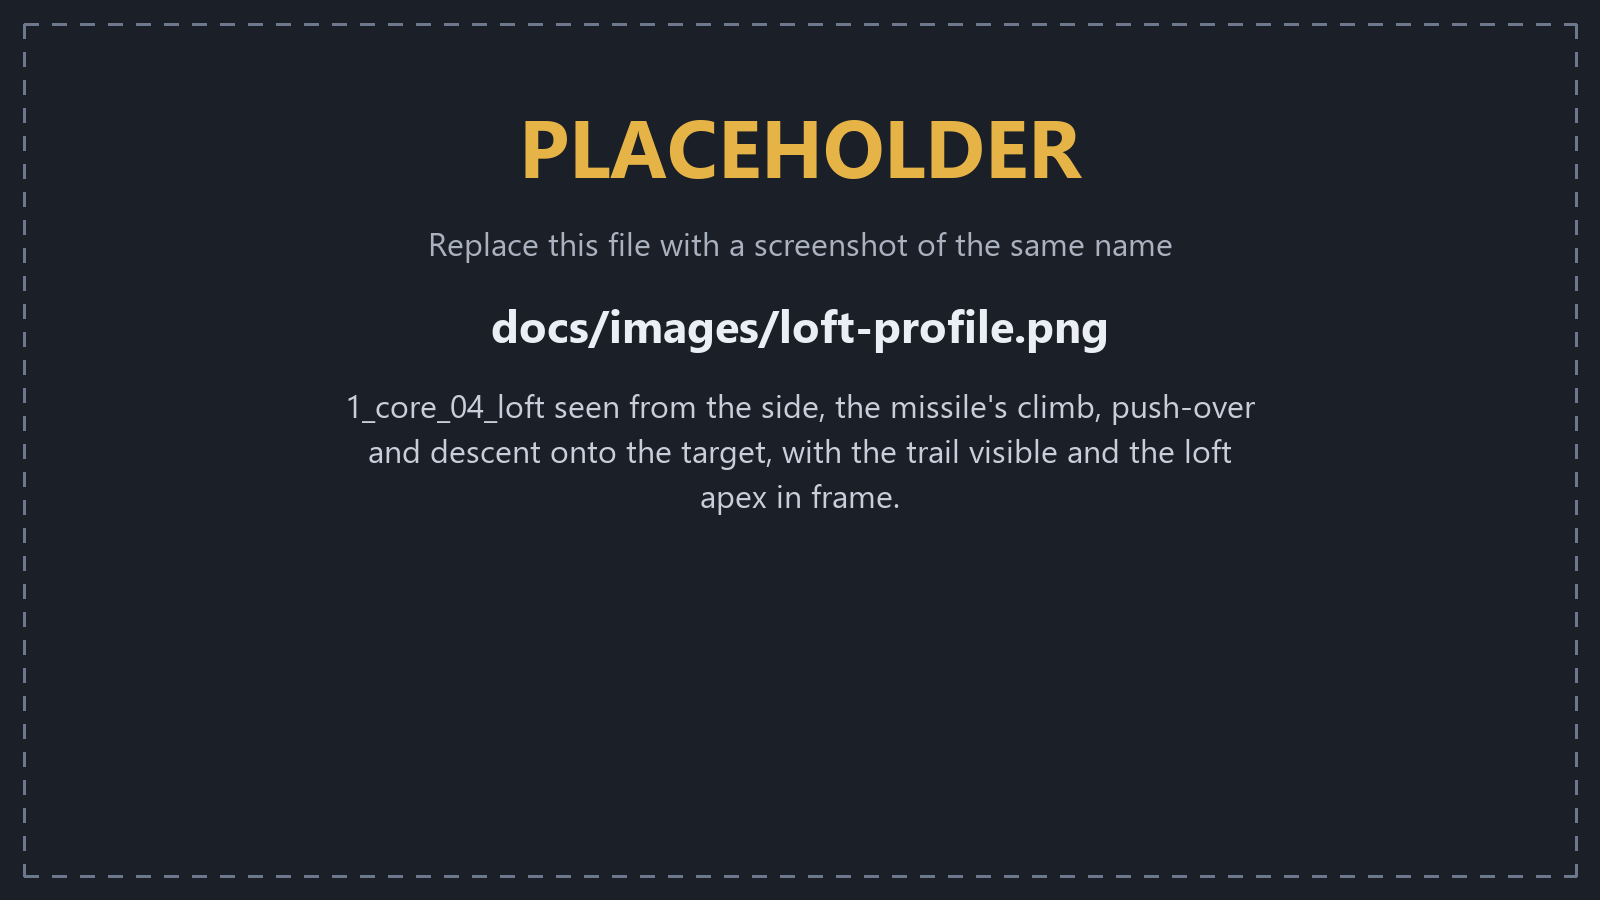 PLACEHOLDER
Replace this file with a screenshot of the same name
docs/images/loft-profile.png
1_core_04_loft seen from the side, the missile's climb, push-over
and descent onto the target, with the trail visible and the loft
apex in frame.